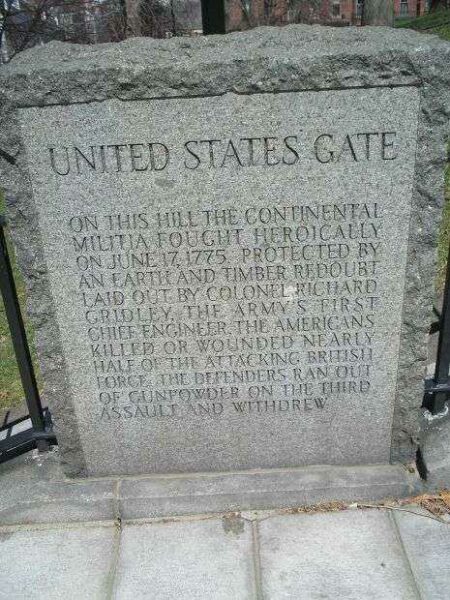 UNITED STATES GATE
ON THIS HILL THE CONTINENTAL
MILITIA FOUGHT HEROICALLY
ON JUNE 17, 1775. PROTECTED BY
AN EARTH AND TIMBER REDOUBT
LAID OUT BY COLONEL RICHARD
GRIDLEY, THE ARMY'S FIRST
CHIEF ENGINEER, THE AMERICANS
KILLED OR WOUNDED NEARLY
HALF OF THE ATTACKING BRITISH
FORCE. THE DEFENDERS RAN OUT
OF GUNPOWDER ON THE THIRD
ASSAULT AND WITHDREW.